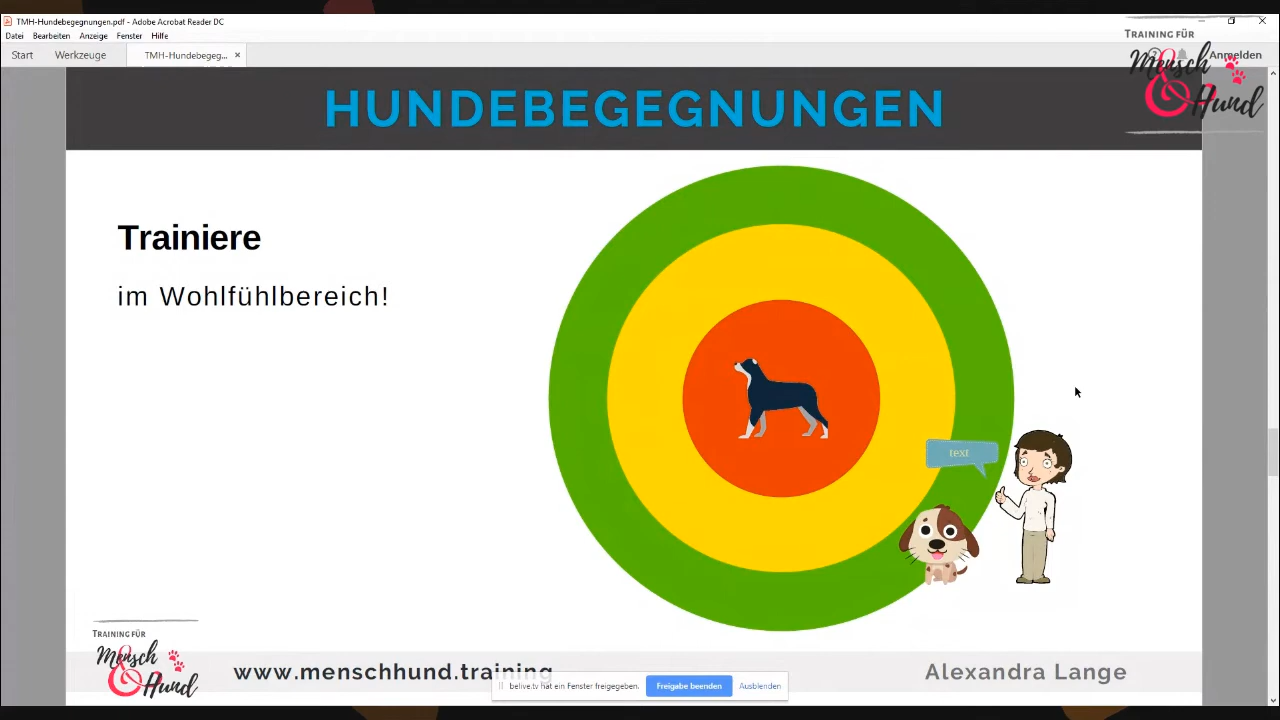 TMH-Hundebegegnungen.pdf - Adobe Acrobat Reader DC
Datei Bearbeiten Anzeige Fenster Hilfe
Start Werkzeuge TMH-Hundebegeg... × Anmelden
TRAINING FÜR
Mensch
& Hund
HUNDEBEGEGNUNGEN
Trainiere
im Wohlfühlbereich!
text
TRAINING FÜR
Mensch
& Hund
www.menschhund.training
Alexandra Lange
belive.tv hat ein Fenster freigegeben. Freigabe beenden Ausblenden